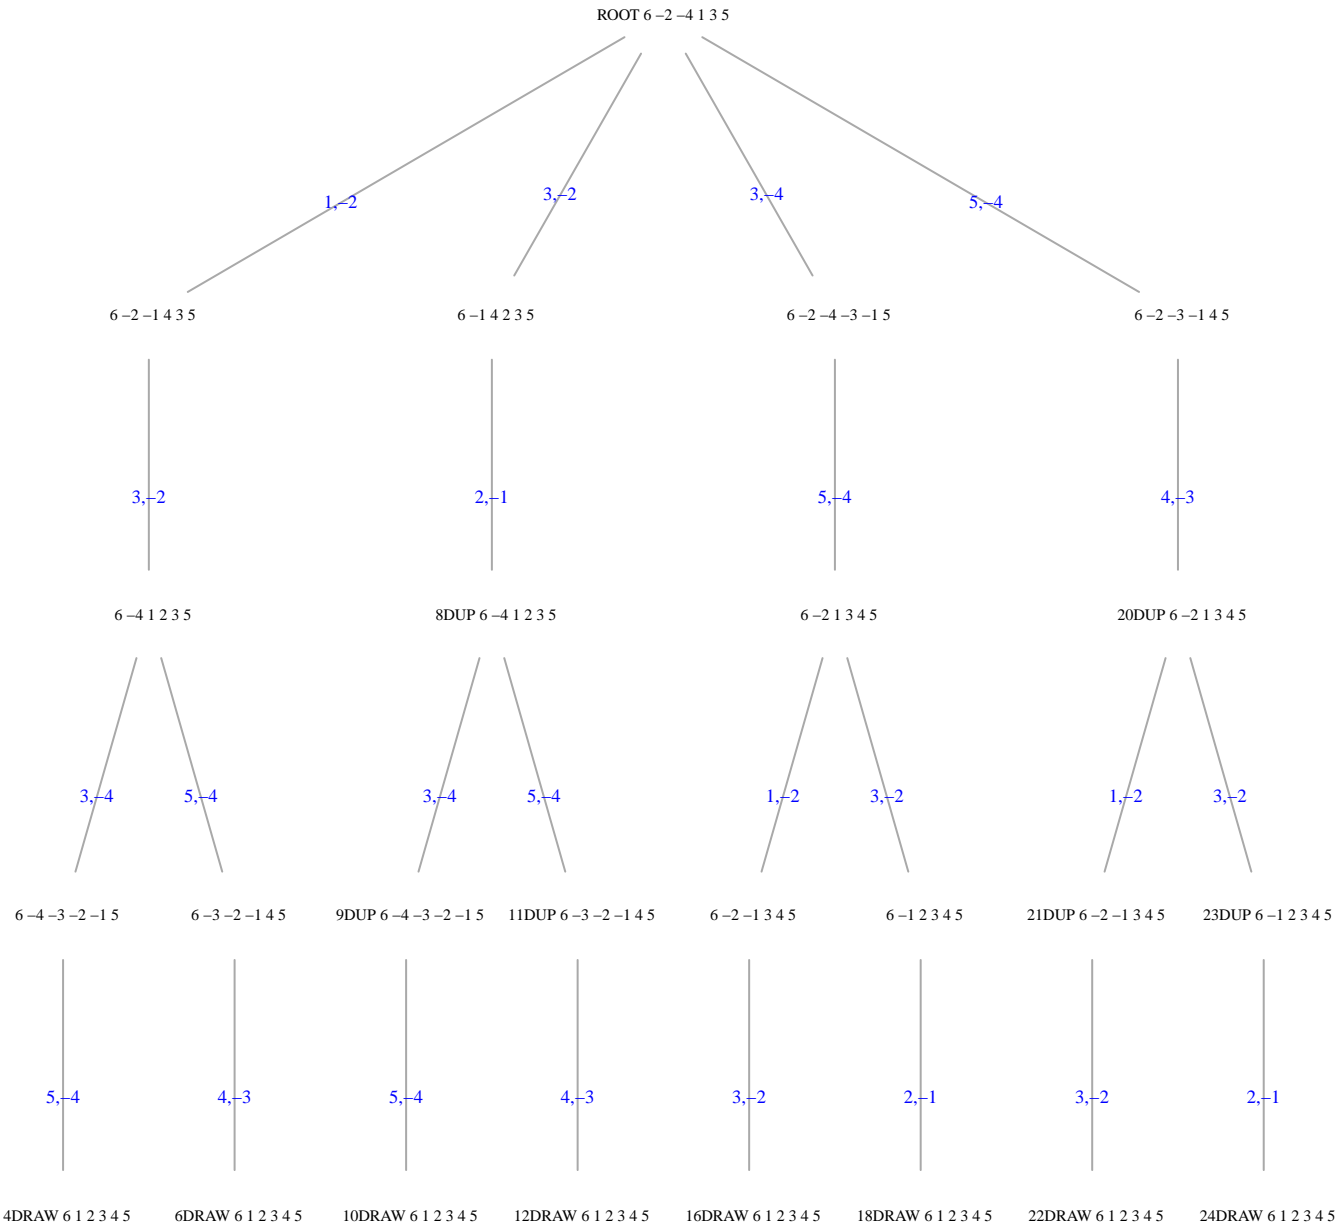 ROOT 6 –2 –4 1 3 5
1,–2 3,–2 3,–4 5,–4
6 –2 –1 4 3 5 6 –1 4 2 3 5 6 –2 –4 –3 –1 5 6 –2 –3 –1 4 5
3,–2 2,–1 5,–4 4,–3
6 –4 1 2 3 5 8DUP 6 –4 1 2 3 5 6 –2 1 3 4 5 20DUP 6 –2 1 3 4 5
3,–4 5,–4 3,–4 5,–4 1,–2 3,–2 1,–2 3,–2
6 –4 –3 –2 –1 5 6 –3 –2 –1 4 5 9DUP 6 –4 –3 –2 –1 5 11DUP 6 –3 –2 –1 4 5 6 –2 –1 3 4 5 6 –1 2 3 4 5 21DUP 6 –2 –1 3 4 5 23DUP 6 –1 2 3 4 5
5,–4 4,–3 5,–4 4,–3 3,–2 2,–1 3,–2 2,–1
4DRAW 6 1 2 3 4 5 6DRAW 6 1 2 3 4 5 10DRAW 6 1 2 3 4 5 12DRAW 6 1 2 3 4 5 16DRAW 6 1 2 3 4 5 18DRAW 6 1 2 3 4 5 22DRAW 6 1 2 3 4 5 24DRAW 6 1 2 3 4 5